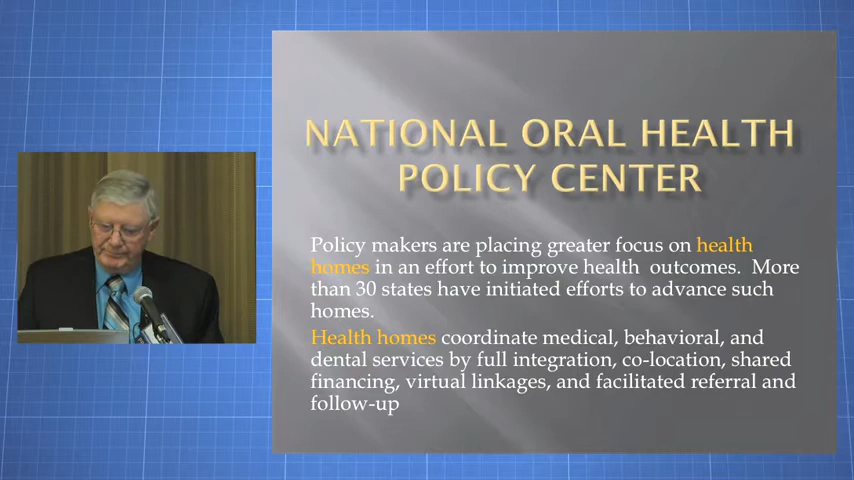 NATIONAL ORAL HEALTH
POLICY CENTER
Policy makers are placing greater focus on health
homes in an effort to improve health outcomes. More
than 30 states have initiated efforts to advance such
homes.
Health homes coordinate medical, behavioral, and
dental services by full integration, co-location, shared
financing, virtual linkages, and facilitated referral and
follow-up